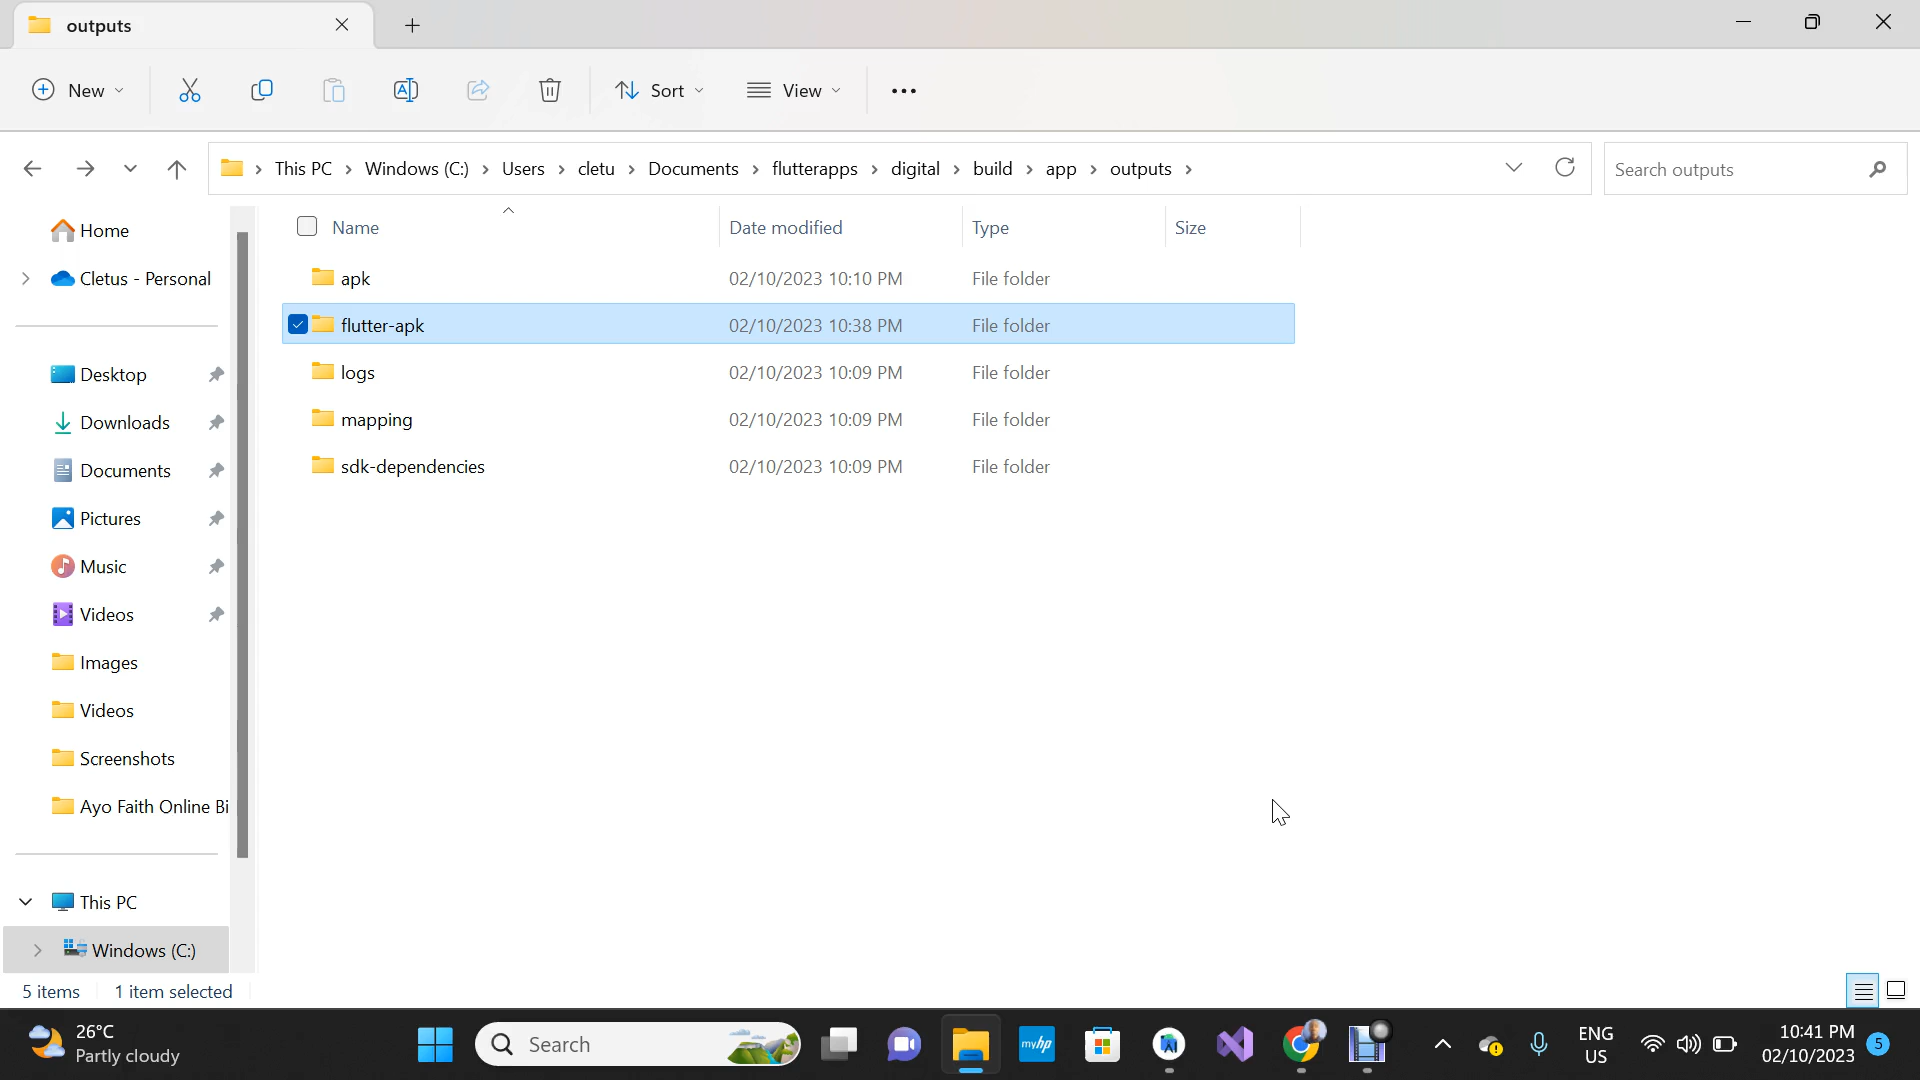 outputs
New
Sort
View
This PC
Windows (C:)
Users
cletu
Documents
flutterapps
digital
build
app
outputs
Search outputs
Home
Cletus - Personal
Desktop
Downloads
Documents
Pictures
Music
Videos
Images
Videos
Screenshots
Ayo Faith Online Bi
This PC
Windows (C:)
Name Date modified Type Size
apk 02/10/2023 10:10 PM File folder
flutter-apk 02/10/2023 10:38 PM File folder
logs 02/10/2023 10:09 PM File folder
mapping 02/10/2023 10:09 PM File folder
sdk-dependencies 02/10/2023 10:09 PM File folder
5 items 1 item selected
26°C
Partly cloudy
Search
myhp
ENG
US
10:41 PM
02/10/2023
5